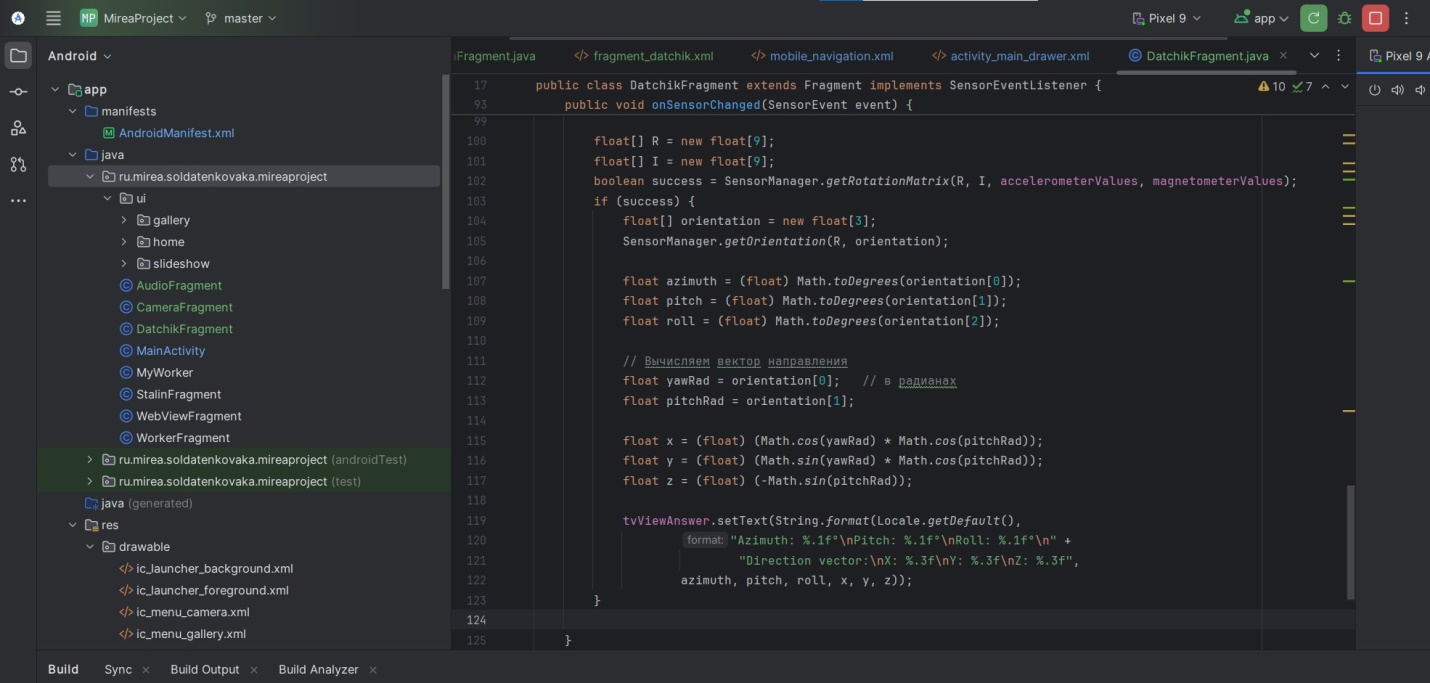 MP MireaProject master Pixel 9 app
Android Fragment.java fragment_datchik.xml mobile_navigation.xml activity_main_drawer.xml DatchikFragment.java Pixel 9
17 public class DatchikFragment extends Fragment implements SensorEventListener { 10 7
93 public void onSensorChanged(SensorEvent event) {
99
100 float[] R = new float[9];
101 float[] I = new float[9];
102 boolean success = SensorManager.getRotationMatrix(R, I, accelerometerValues, magnetometerValues);
103 if (success) {
104 float[] orientation = new float[3];
105 SensorManager.getOrientation(R, orientation);
106
107 float azimuth = (float) Math.toDegrees(orientation[0]);
108 float pitch = (float) Math.toDegrees(orientation[1]);
109 float roll = (float) Math.toDegrees(orientation[2]);
110
111 // Вычисляем вектор направления
112 float yawRad = orientation[0]; // в радианах
113 float pitchRad = orientation[1];
114
115 float x = (float) (Math.cos(yawRad) * Math.cos(pitchRad));
116 float y = (float) (Math.sin(yawRad) * Math.cos(pitchRad));
117 float z = (float) (-Math.sin(pitchRad));
118
119 tvViewAnswer.setText(String.format(Locale.getDefault(),
120 format: "Azimuth: %.1f°\nPitch: %.1f°\nRoll: %.1f°\n" +
121 "Direction vector:\nX: %.3f\nY: %.3f\nZ: %.3f",
122 azimuth, pitch, roll, x, y, z));
123 }
124
125 }
app
manifests
M AndroidManifest.xml
java
ru.mirea.soldatenkovaka.mireaproject
ui
gallery
home
slideshow
C AudioFragment
C CameraFragment
C DatchikFragment
C MainActivity
C MyWorker
C StalinFragment
C WebViewFragment
C WorkerFragment
ru.mirea.soldatenkovaka.mireaproject (androidTest)
ru.mirea.soldatenkovaka.mireaproject (test)
java (generated)
res
drawable
ic_launcher_background.xml
ic_launcher_foreground.xml
ic_menu_camera.xml
ic_menu_gallery.xml
Build Sync Build Output Build Analyzer